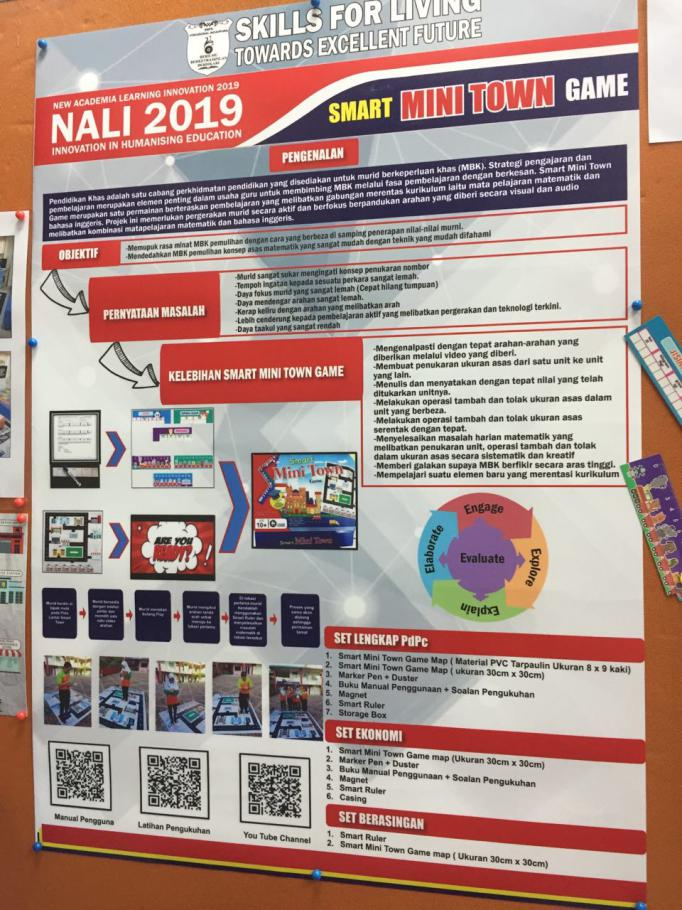 SKILLS FOR LIVING
TOWARDS EXCELLENT FUTURE
NEW ACADEMIA LEARNING INNOVATION 2019
NALI 2019
INNOVATION IN HUMANISING EDUCATION
SMART MINI TOWN GAME
PENGENALAN
Pendidikan Khas adalah satu cabang perkhidmatan pendidikan yang disediakan untuk murid berkeperluan khas (MBK). Strategi pengajaran dan
pembelajaran merupakan elemen penting dalam usaha guru untuk membimbing MBK melalui fasa pembelajaran dengan berkesan. Smart Mini Town
Game merupakan satu permainan berteraskan pembelajaran yang melibatkan gabungan merentas kurikulum iaitu mata pelajaran matematik dan
bahasa inggeris. Projek ini memerlukan pergerakan murid secara aktif dan berfokus berpandukan arahan yang diberi secara visual dan audio
melibatkan kombinasi matapelajaran matematik dan bahasa inggeris.
OBJEKTIF
-Memupuk rasa minat MBK pemulihan dengan cara yang berbeza di samping penerapan nilai-nilai murni.
-Mendedahkan MBK pemulihan konsep asas matematik yang sangat mudah dengan teknik yang mudah difahami
PERNYATAAN MASALAH
-Murid sangat sukar mengingati konsep penukaran nombor
-Tempoh ingatan kepada sesuatu perkara sangat lemah.
-Daya fokus murid yang sangat lemah (Cepat hilang tumpuan)
-Daya mendengar arahan sangat lemah.
-Kerap keliru dengan arahan yang melibatkan arah
-Lebih cenderung kepada pembelajaran aktif yang melibatkan pergerakan dan teknologi terkini.
-Daya taakul yang sangat rendah
KELEBIHAN SMART MINI TOWN GAME
-Mengenalpasti dengan tepat arahan-arahan yang
diberikan melalui video yang diberi.
-Membuat penukaran ukuran asas dari satu unit ke unit
yang lain.
-Menulis dan menyatakan dengan tepat nilai yang telah
ditukarkan unitnya.
-Melakukan operasi tambah dan tolak ukuran asas dalam
unit yang berbeza.
-Melakukan operasi tambah dan tolak ukuran asas
serentak dengan tepat.
-Menyelesaikan masalah harian matematik yang
melibatkan penukaran unit, operasi tambah dan tolak
dalam ukuran asas secara sistematik dan kreatif
-Memberi galakan supaya MBK berfikir secara aras tinggi.
-Mempelajari suatu elemen baru yang merentasi kurikulum
Smart
Mini Town
Game
10+
Smart Mini Town
ARE YOU
READY?
Engage
Explore
Explain
Elaborate
Evaluate
SET LENGKAP PdPc
1. Smart Mini Town Game Map ( Material PVC Tarpaulin Ukuran 8 x 9 kaki)
2. Smart Mini Town Game Map ( ukuran 30cm x 30cm)
3. Marker Pen + Duster
4. Buku Manual Penggunaan + Soalan Pengukuhan
5. Magnet
6. Smart Ruler
7. Storage Box
SET EKONOMI
1. Smart Mini Town Game map (Ukuran 30cm x 30cm)
2. Marker Pen + Duster
3. Buku Manual Penggunaan + Soalan Pengukuhan
4. Magnet
5. Smart Ruler
6. Casing
SET BERASINGAN
1. Smart Ruler
2. Smart Mini Town Game map ( Ukuran 30cm x 30cm)
Manual Pengguna
Latihan Pengukuhan
You Tube Channel